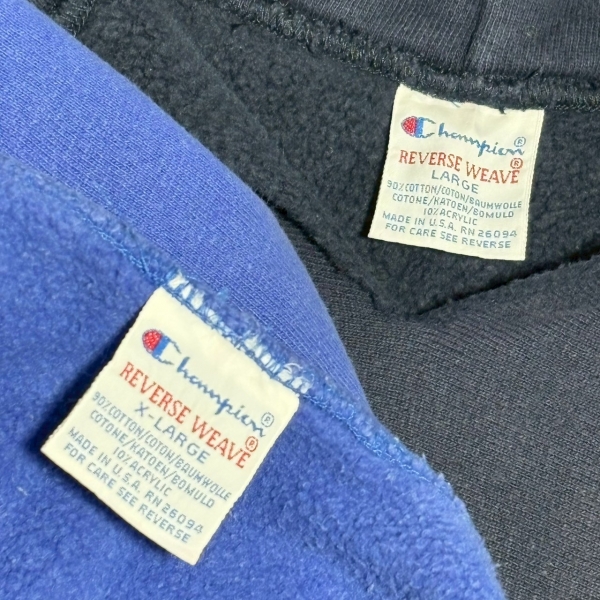 Champion®
REVERSE WEAVE®
LARGE
90% COTTON/COTON/BAUMWOLLE
COTONE/KATOEN/BOMULD
10% ACRYLIC
MADE IN U.S.A. RN 26094
FOR CARE SEE REVERSE
Champion®
REVERSE WEAVE®
X-LARGE
90% COTTON/COTON/BAUMWOLLE
COTONE/KATOEN/BOMULD
10% ACRYLIC
MADE IN U.S.A. RN 26094
FOR CARE SEE REVERSE